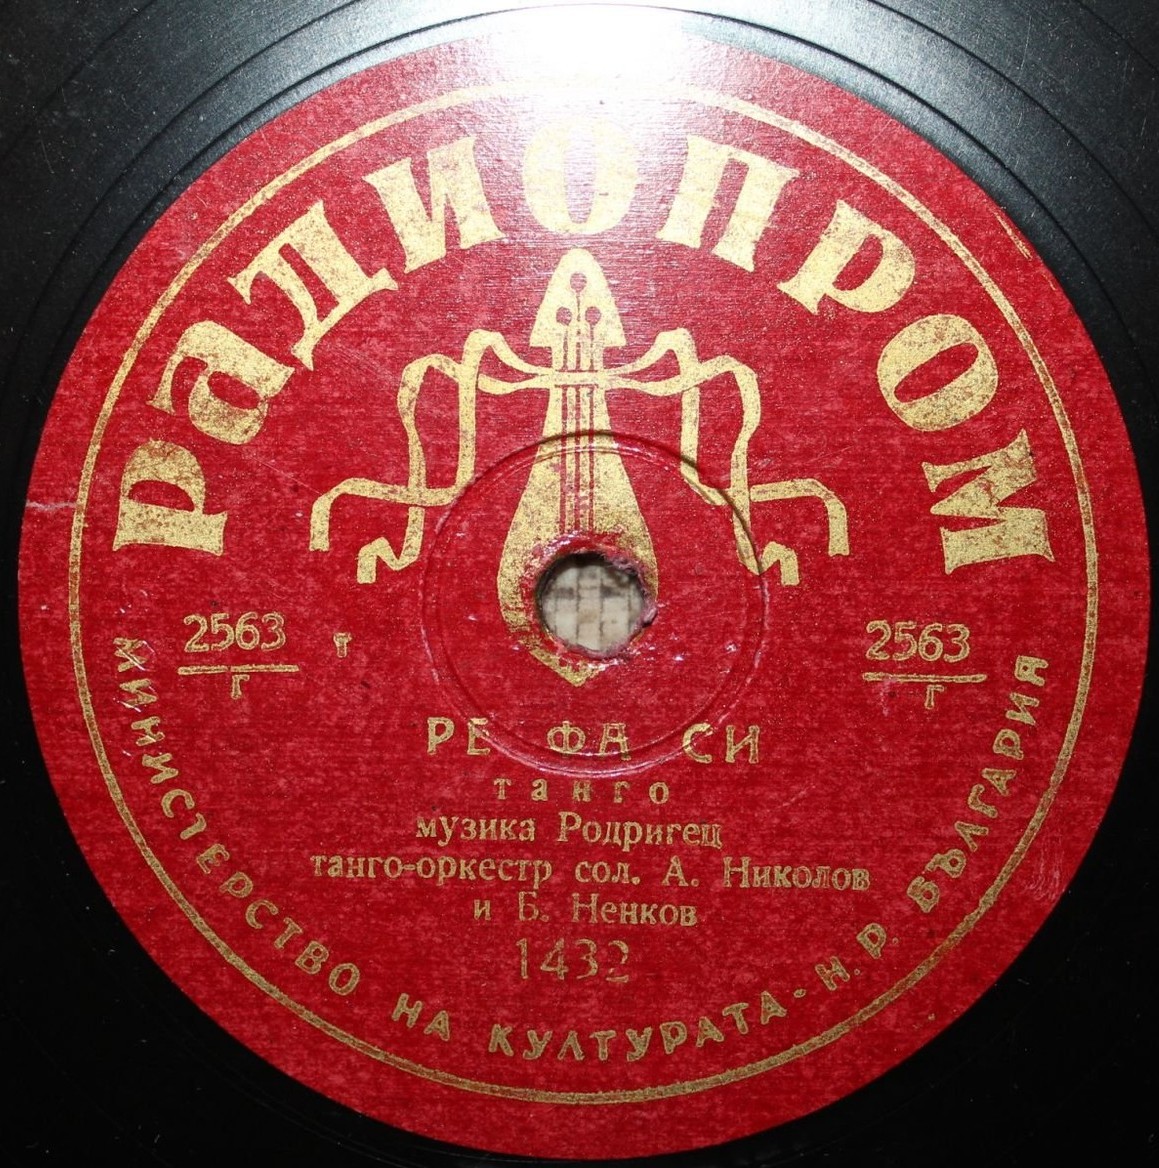 РАДИОПРОМ
2563
Г
т
2563
Г
РЕ ФА СИ
танго
музика Родригец
танго-оркестр сол. А. Николов
и Б. Ненков
1432
МИНИСТЕРСТВО НА КУЛТУРАТА - Н. Р. БЪЛГАРИЯ